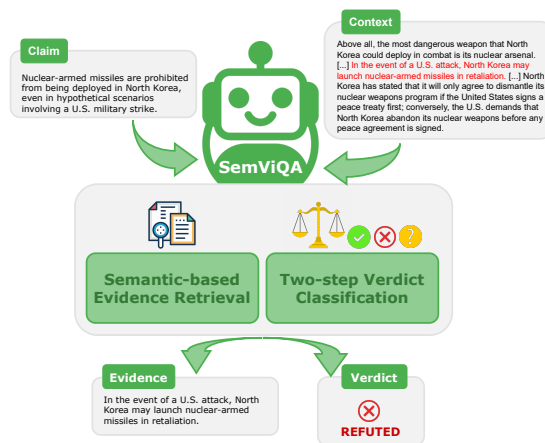 Claim
Nuclear-armed missiles are prohibited
from being deployed in North Korea,
even in hypothetical scenarios
involving a U.S. military strike.
Context
Above all, the most dangerous weapon that North
Korea could deploy in combat is its nuclear arsenal.
[...] In the event of a U.S. attack, North Korea may
launch nuclear-armed missiles in retaliation. [...] North
Korea has stated that it will only agree to dismantle its
nuclear weapons program if the United States signs a
peace treaty first; conversely, the U.S. demands that
North Korea abandon its nuclear weapons before any
peace agreement is signed.
SemViQA
?
Semantic-based
Evidence Retrieval
Two-step Verdict
Classification
Evidence
In the event of a U.S. attack, North
Korea may launch nuclear-armed
missiles in retaliation.
Verdict
REFUTED